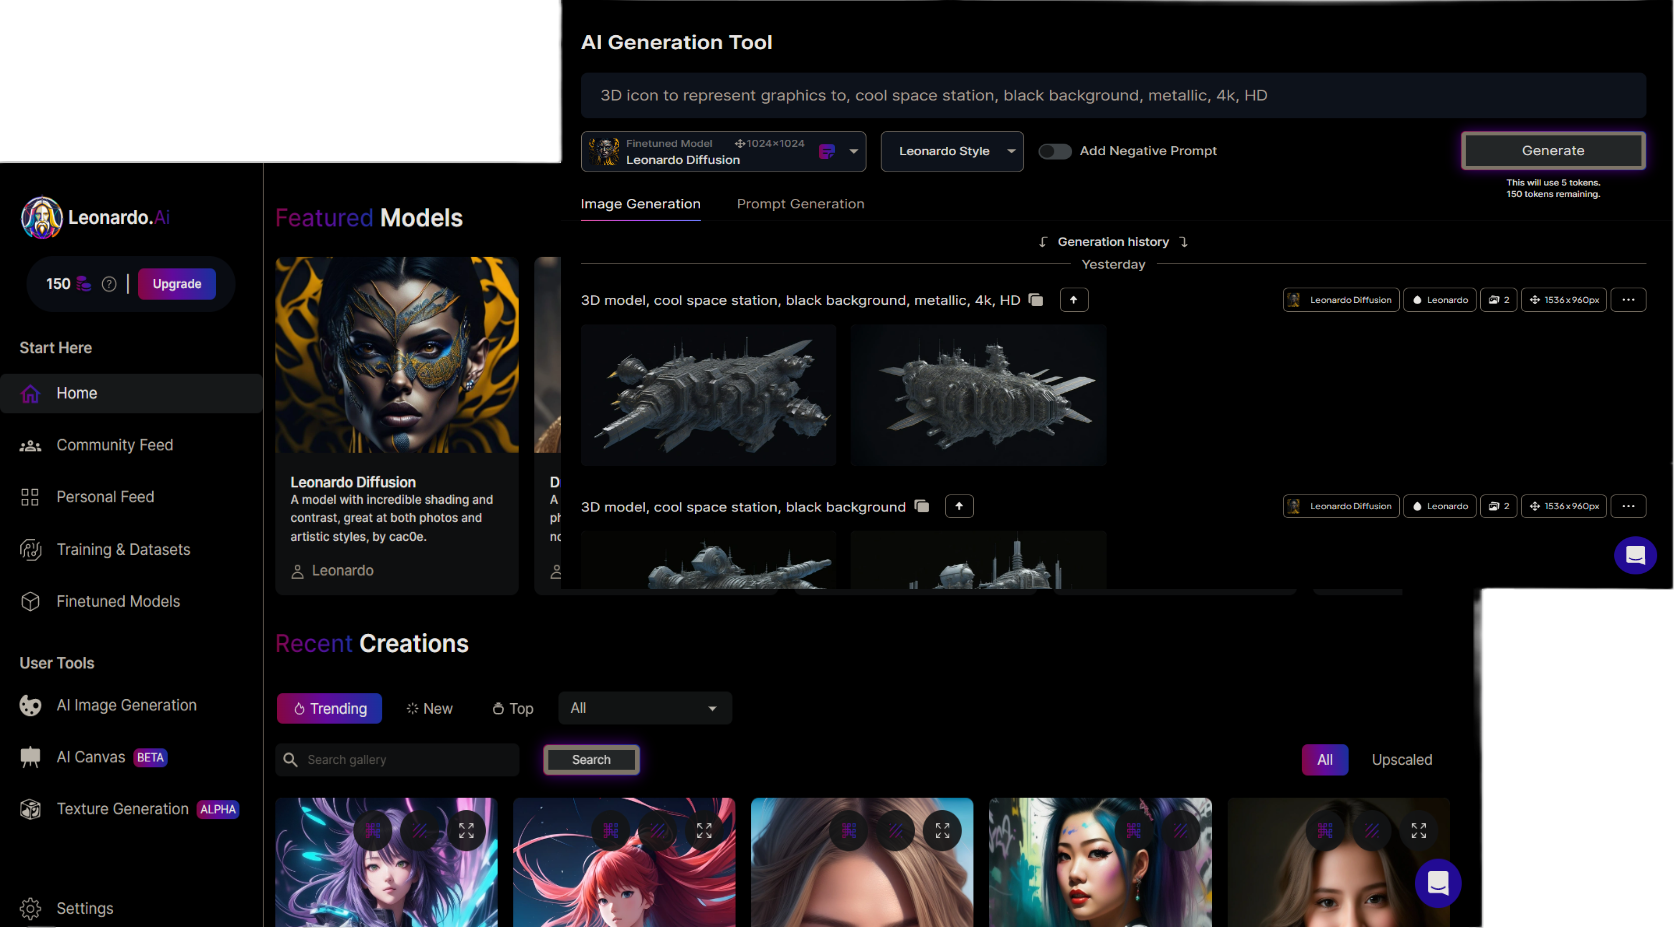 AI Generation Tool
3D icon to represent graphics to, cool space station, black background, metallic, 4k, HD
Finetuned Model 1024×1024
Leonardo Diffusion
Leonardo Style
Add Negative Prompt
Generate
This will use 5 tokens.
150 tokens remaining.
Image Generation
Prompt Generation
Generation history
Yesterday
3D model, cool space station, black background, metallic, 4k, HD
Leonardo Diffusion
Leonardo
2
1536 x 960px
3D model, cool space station, black background
Leonardo Diffusion
Leonardo
2
1536 x 960px
Leonardo.Ai
150
?
Upgrade
Start Here
Home
Community Feed
Personal Feed
Training & Datasets
Finetuned Models
User Tools
AI Image Generation
AI Canvas BETA
Texture Generation ALPHA
Settings
Featured Models
Leonardo Diffusion
A model with incredible shading and
contrast, great at both photos and
artistic styles, by cac0e.
Leonardo
D
A
ph
no
Recent Creations
Trending
New
Top
All
Search gallery
Search
All
Upscaled